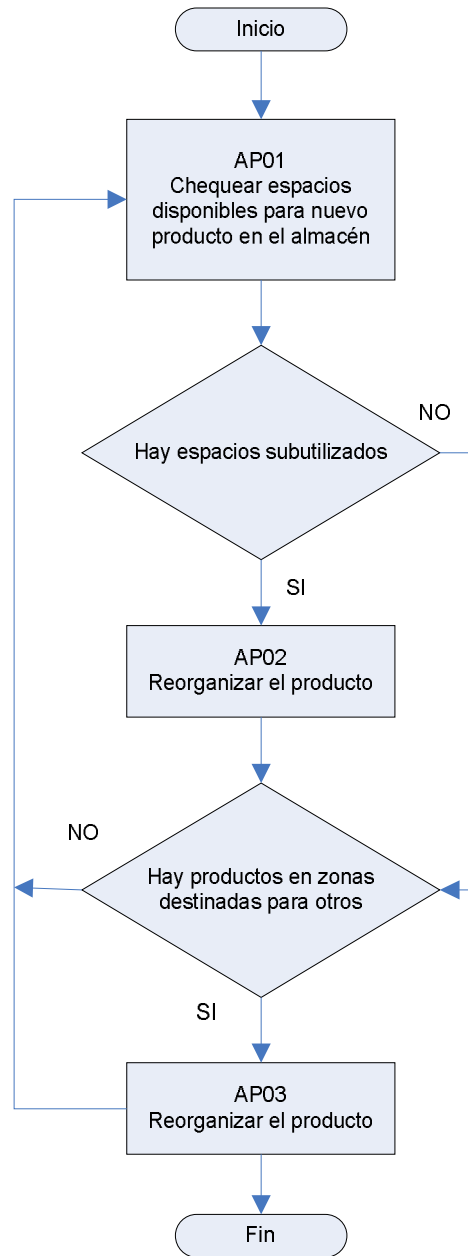 Inicio
AP01
Chequear espacios
disponibles para nuevo
producto en el almacén
NO
Hay espacios subutilizados
SI
AP02
Reorganizar el producto
NO
Hay productos en zonas
destinadas para otros
SI
AP03
Reorganizar el producto
Fin